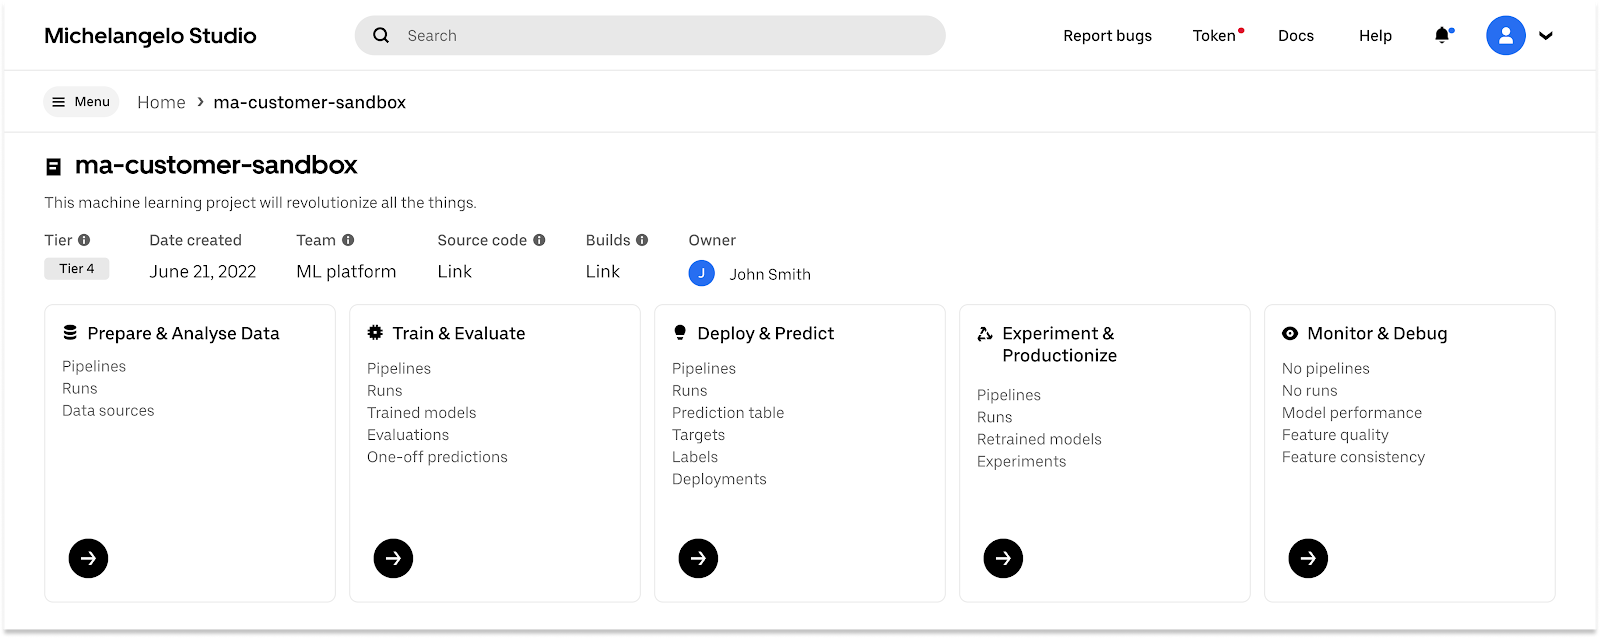 Michelangelo Studio
Search
Report bugs
Token
Docs
Help
Menu
Home › ma-customer-sandbox
ma-customer-sandbox
This machine learning project will revolutionize all the things.
Tier
Tier 4
Date created
June 21, 2022
Team
ML platform
Source code
Link
Builds
Link
Owner
J
John Smith
Prepare & Analyse Data
Pipelines
Runs
Data sources
Train & Evaluate
Pipelines
Runs
Trained models
Evaluations
One-off predictions
Deploy & Predict
Pipelines
Runs
Prediction table
Targets
Labels
Deployments
Experiment &
Productionize
Pipelines
Runs
Retrained models
Experiments
Monitor & Debug
No pipelines
No runs
Model performance
Feature quality
Feature consistency